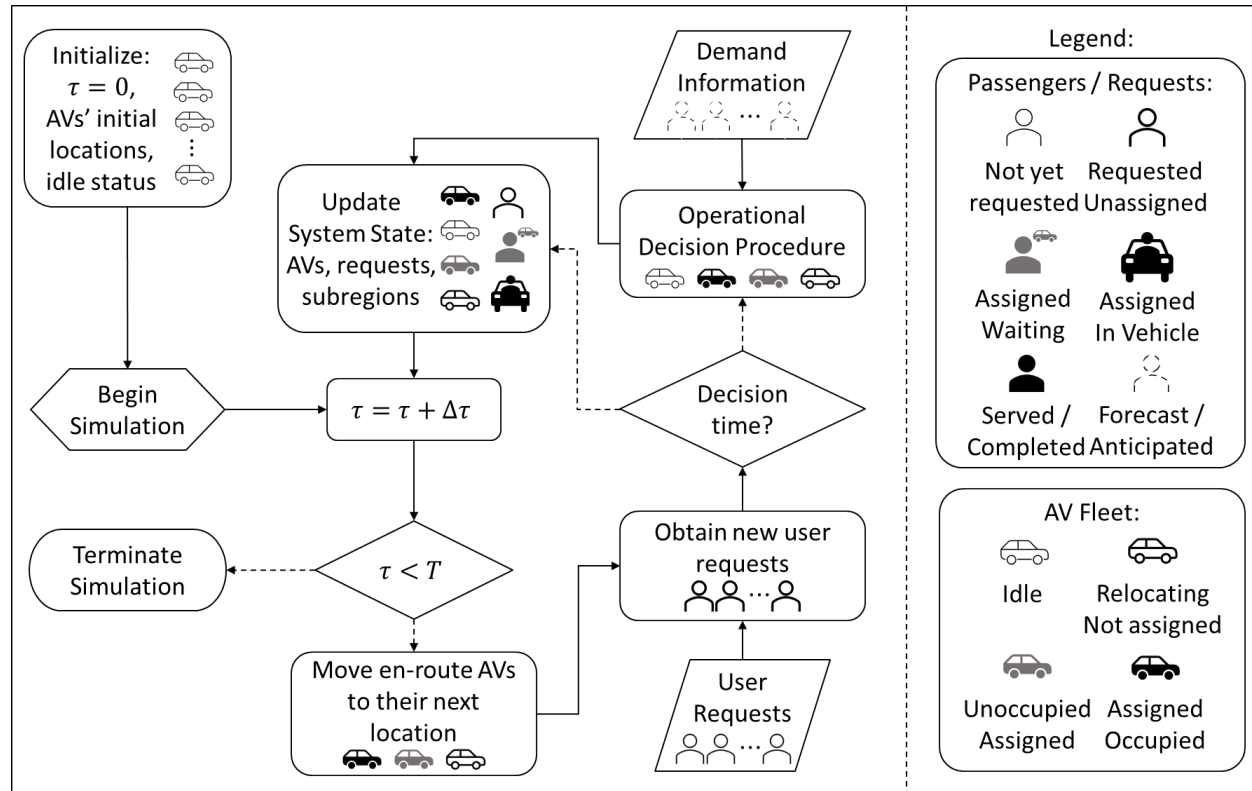 Initialize:
τ = 0,
AVs' initial
locations,
⋮
idle status
Demand
Information
...
Update
System State:
AVs, requests,
subregions
Operational
Decision Procedure
Begin
Simulation
τ = τ + Δτ
Decision
time?
Terminate
Simulation
τ < T
Obtain new user
requests
...
Move en-route AVs
to their next
location
User
Requests
...
Legend:
Passengers / Requests:
Not yet
requested
Requested
Unassigned
Assigned
Waiting
Assigned
In Vehicle
Served /
Completed
Forecast /
Anticipated
AV Fleet:
Idle
Relocating
Not assigned
Unoccupied
Assigned
Assigned
Occupied